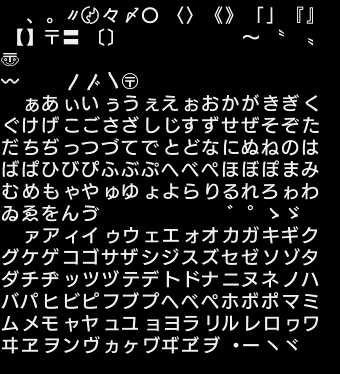 、。〃〄々〆〇〈〉《》「」『』
【】〒〓〔〕 〜〝〟
〠
〰 〳〴〵〶
ぁあぃいぅうぇえぉおかがきぎく
ぐけげこごさざしじすずせぜそぞた
だちぢっつづてでとどなにぬねのは
ばぱひびぴふぶぷへべぺほぼぽまみ
むめもゃやゅゆょよらりるれろゎわ
ゐゑをんゔ ゛゜ゝゞ
ァアィイゥウェエォオカガキギク
グケゲコゴサザシジスズセゼソゾタ
ダチヂッツヅテデトドナニヌネノハ
バパヒビピフブプヘベペホボポマミ
ムメモャヤュユョヨラリルレロヮワ
ヰヱヲンヴヵヶヷヸヹヺ・ーヽヾ